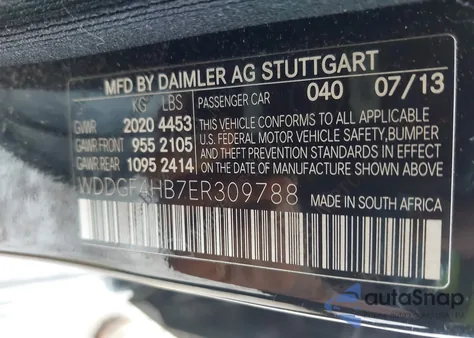 MFD BY DAIMLER AG STUTTGART
KG LBS PASSENGER CAR 040 07/13
GVWR 2020 4453 THIS VEHICLE CONFORMS TO ALL APPLICABLE
GAWR FRONT 955 2105 U.S. FEDERAL MOTOR VEHICLE SAFETY, BUMPER
GAWR REAR 1095 2414 AND THEFT PREVENTION STANDARDS IN EFFECT
ON THE DATE OF MANUFACTURE SHOWN ABOVE
WDDGF4HB7ER309788 MADE IN SOUTH AFRICA
autoSnap